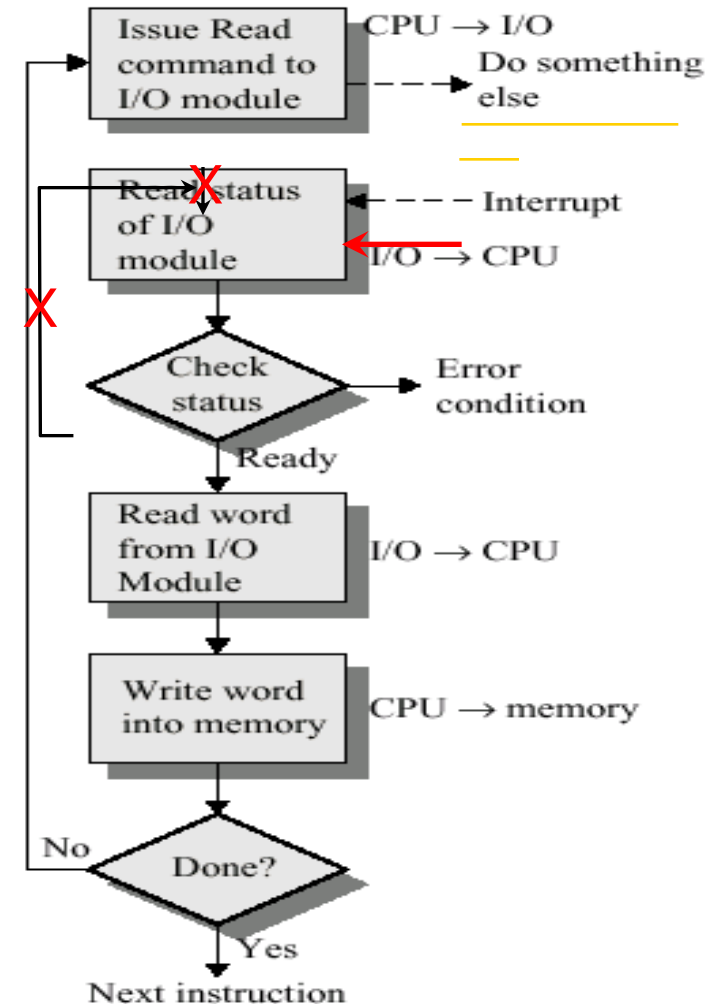 Issue Read
command to
I/O module
CPU → I/O
Do something
else
X
Read status
of I/O
module
Interrupt
I/O → CPU
X
Check
status
Error
condition
Ready
Read word
from I/O
Module
I/O → CPU
Write word
into memory
CPU → memory
No
Done?
Yes
Next instruction